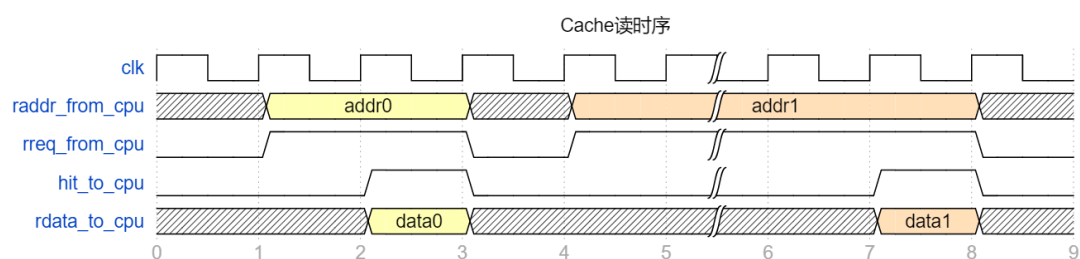 Cache读时序
clk
raddr_from_cpu addr0 addr1
rreq_from_cpu
hit_to_cpu
rdata_to_cpu data0 data1
0 1 2 3 4 5 6 7 8 9